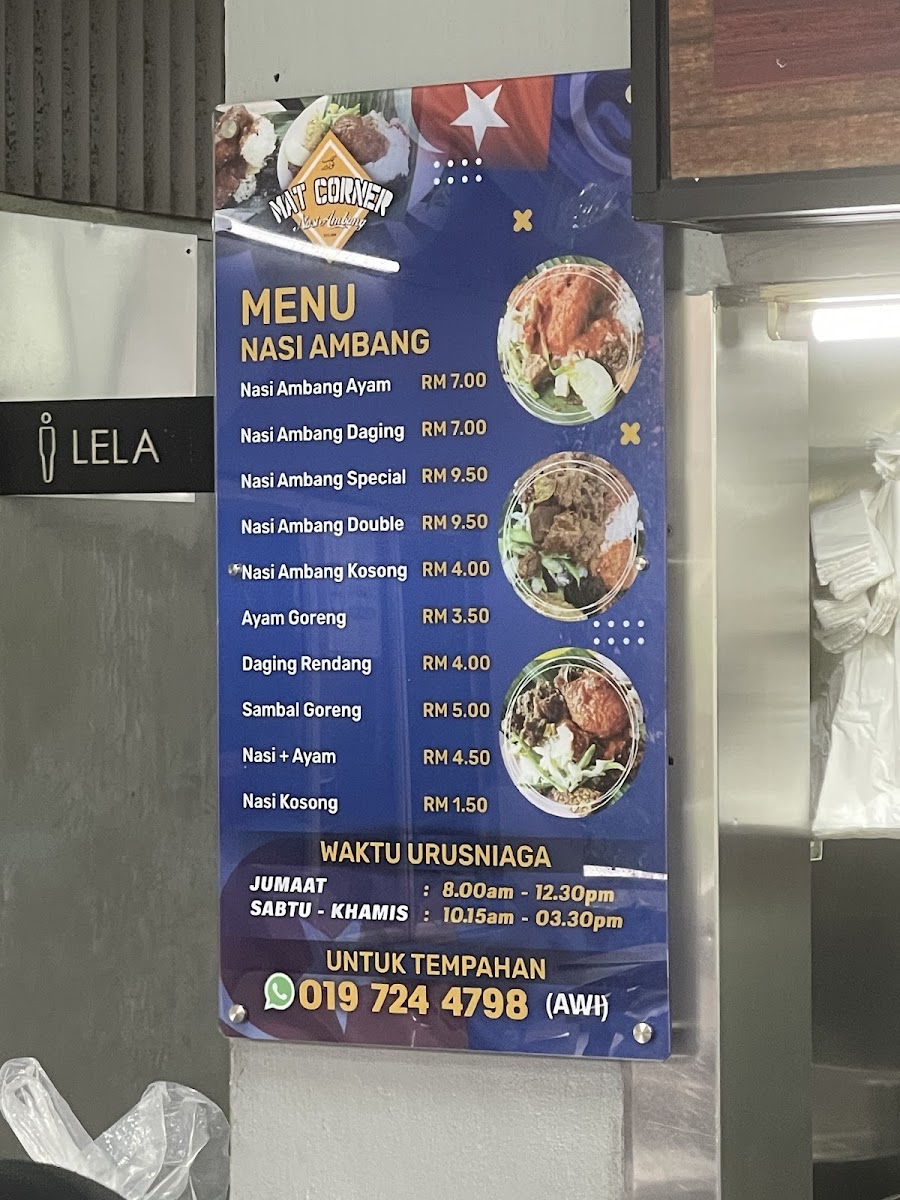 MAT CORNER
Nasi Ambang
MENU
NASI AMBANG
Nasi Ambang Ayam RM 7.00
Nasi Ambang Daging RM 7.00
Nasi Ambang Special RM 9.50
Nasi Ambang Double RM 9.50
Nasi Ambang Kosong RM 4.00
Ayam Goreng RM 3.50
Daging Rendang RM 4.00
Sambal Goreng RM 5.00
Nasi + Ayam RM 4.50
Nasi Kosong RM 1.50
WAKTU URUSNIAGA
JUMAAT : 8.00am - 12.30pm
SABTU - KHAMIS : 10.15am - 03.30pm
UNTUK TEMPAHAN
019 724 4798 (AWI)
LELA